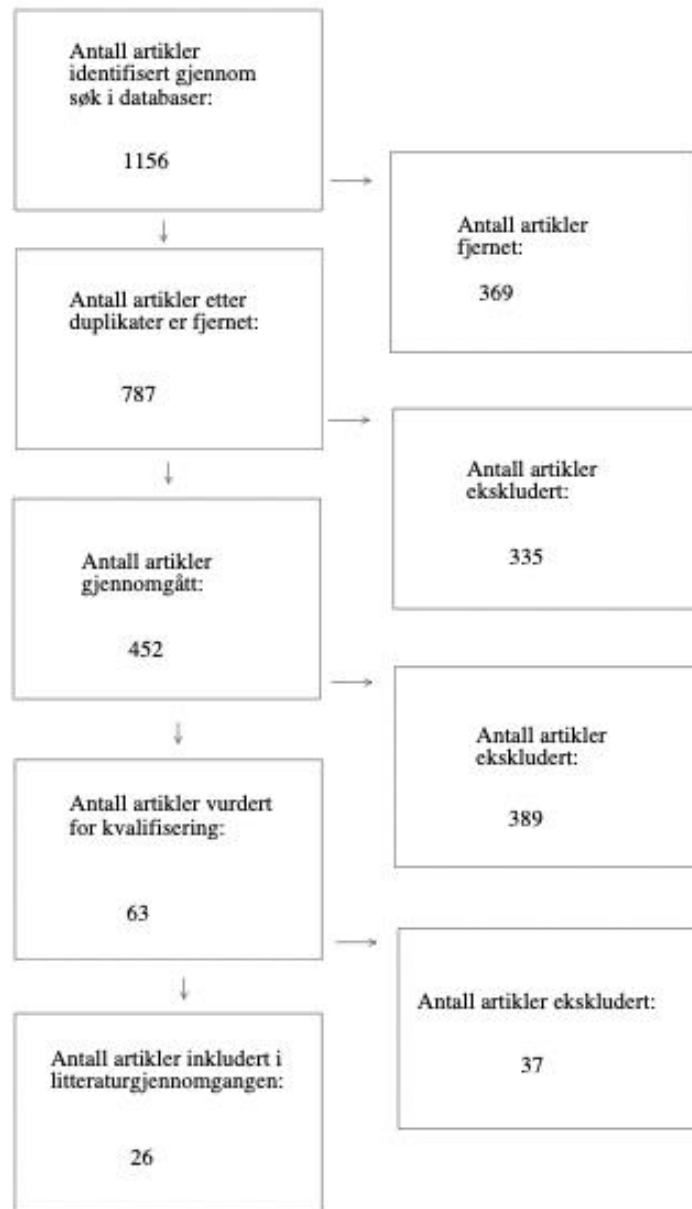 Antall artikler
identifisert gjennom
søk i databaser:
1156
Antall artikler
fjernet:
369
Antall artikler etter
duplikater er fjernet:
787
Antall artikler
ekskludert:
335
Antall artikler
gjennomgått:
452
Antall artikler
ekskludert:
389
Antall artikler vurdert
for kvalifisering:
63
Antall artikler ekskludert:
37
Antall artikler inkludert i
litteraturgjennomgangen:
26